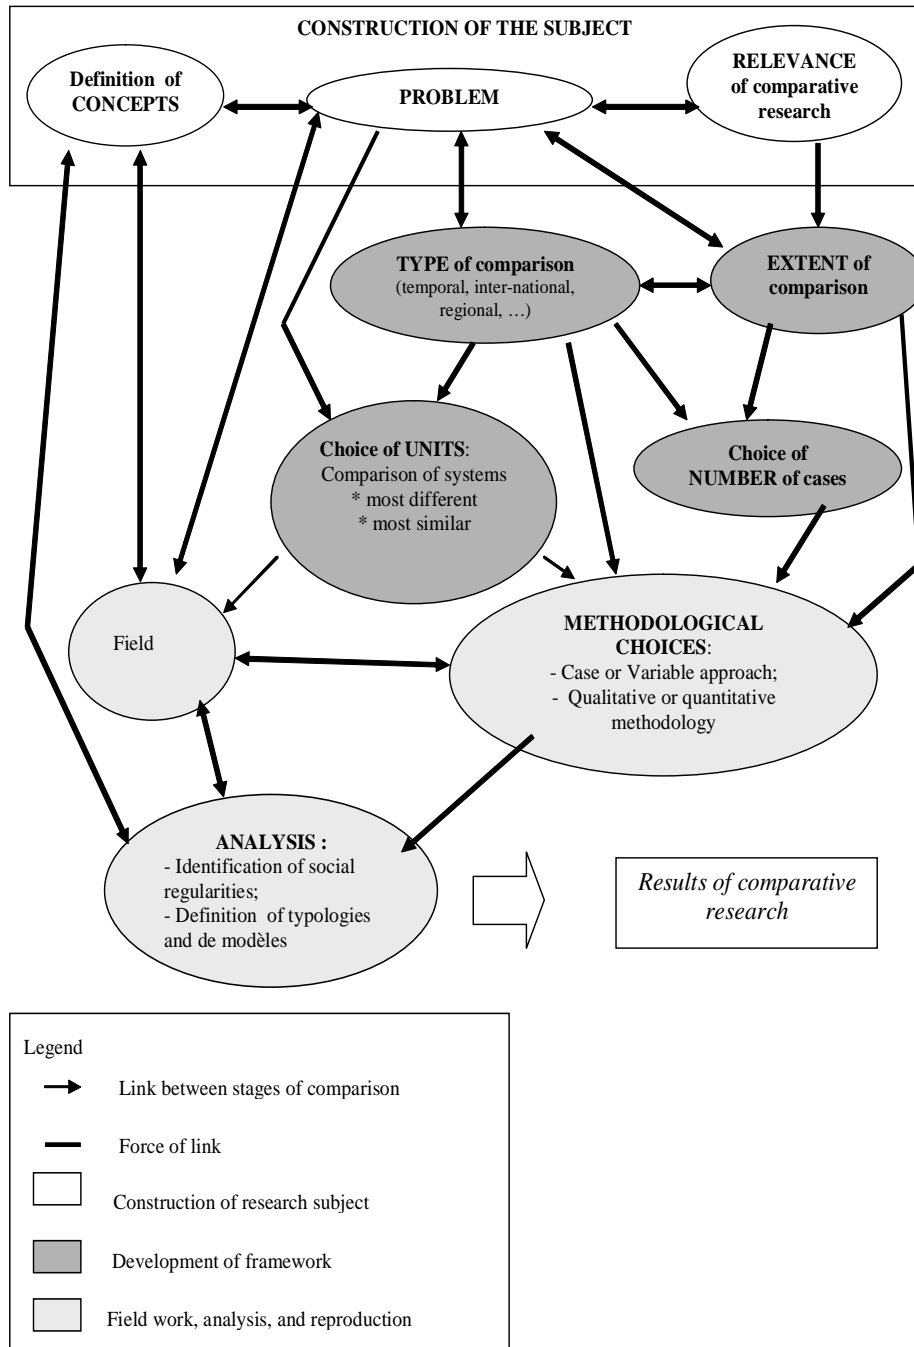 CONSTRUCTION OF THE SUBJECT
Definition of
CONCEPTS
PROBLEM
RELEVANCE
of comparative
research
TYPE of comparison
(temporal, inter-national,
regional, …)
EXTENT of
comparison
Choice of UNITS:
Comparison of systems
* most different
* most similar
Choice of
NUMBER of cases
Field
METHODOLOGICAL
CHOICES:
- Case or Variable approach;
- Qualitative or quantitative
methodology
ANALYSIS :
- Identification of social
regularities;
- Definition of typologies
and de modèles
Results of comparative
research
Legend
Link between stages of comparison
Force of link
Construction of research subject
Development of framework
Field work, analysis, and reproduction